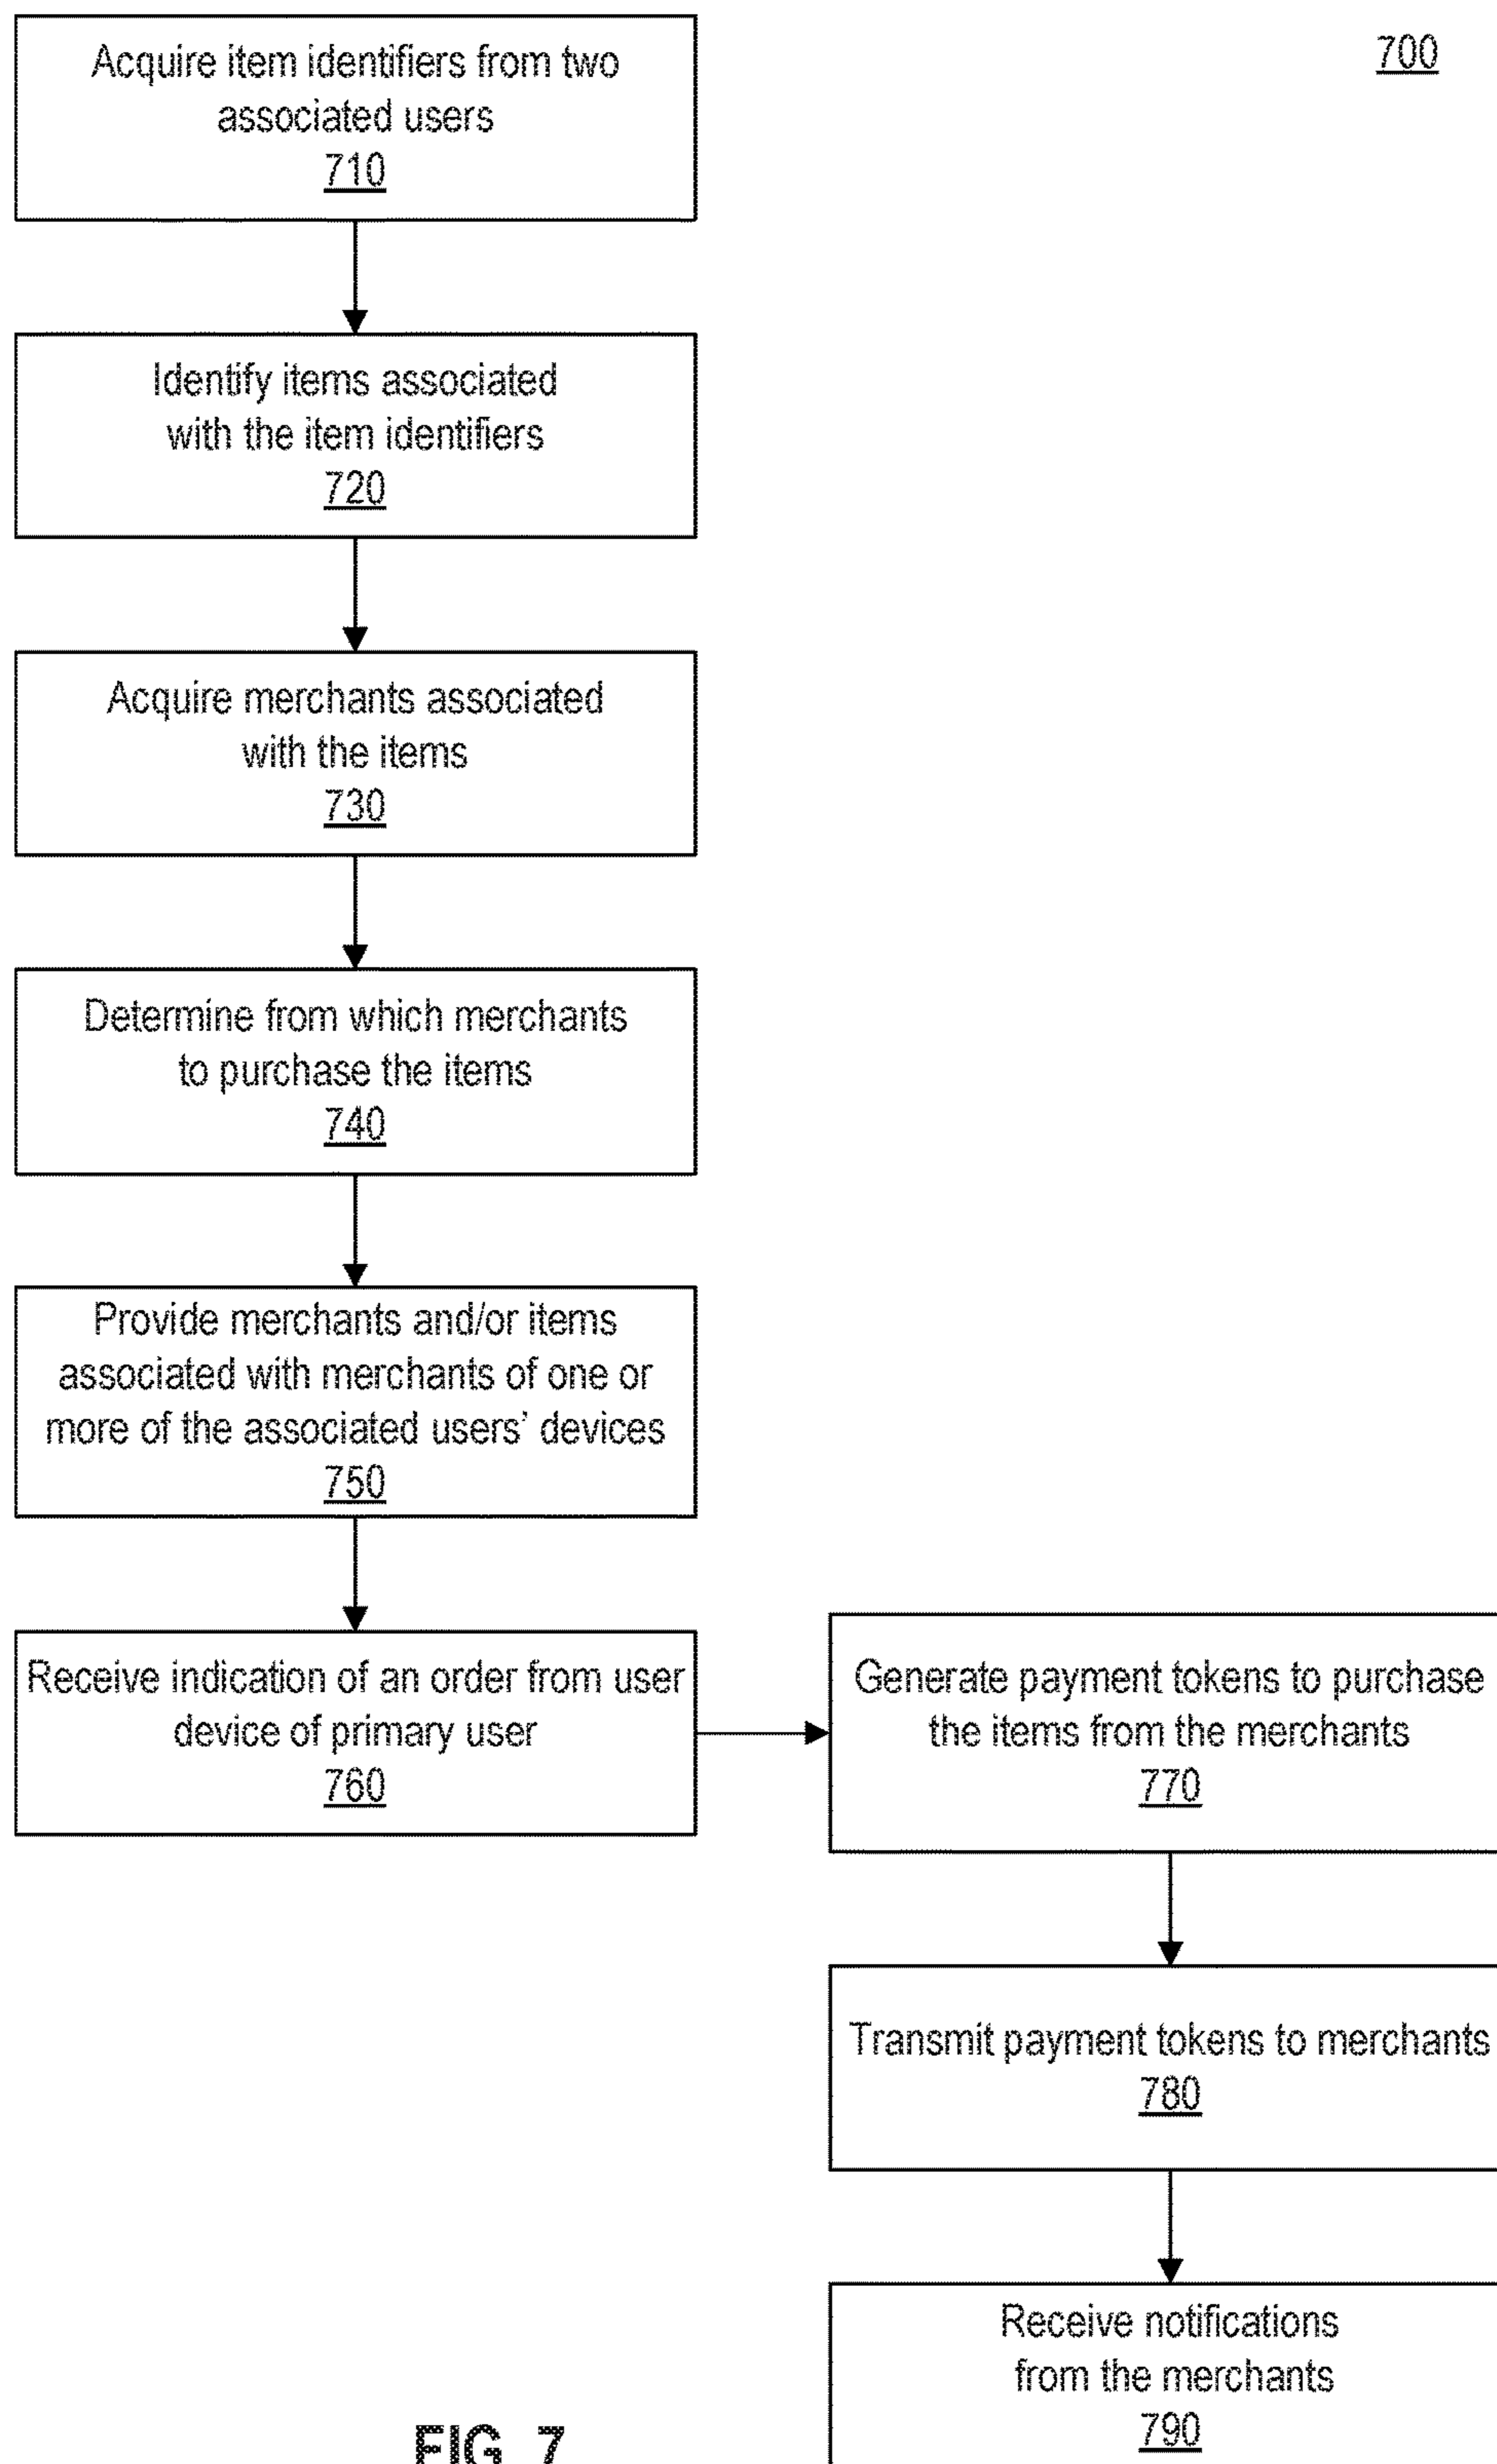 700
Acquire item identifiers from two
associated users
710
Identify items associated
with the item identifiers
720
Acquire merchants associated
with the items
730
Determine from which merchants
to purchase the items
740
Provide merchants and/or items
associated with merchants of one or
more of the associated users' devices
750
Receive indication of an order from user
device of primary user
760
Generate payment tokens to purchase
the items from the merchants
770
Transmit payment tokens to merchants
780
Receive notifications
from the merchants
790
FIG. 7